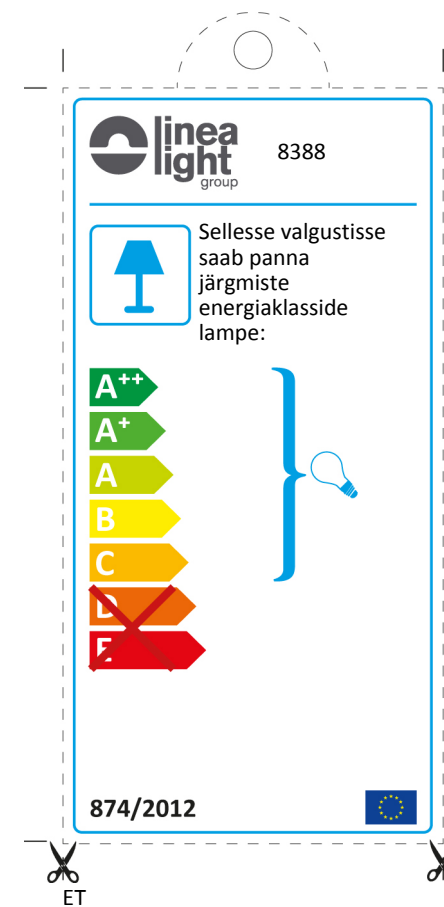 linea
light
group
8388
Sellesse valgustisse
saab panna
järgmiste
energiaklasside
lampe:
A++
A+
A
B
C
D
E
874/2012
ET